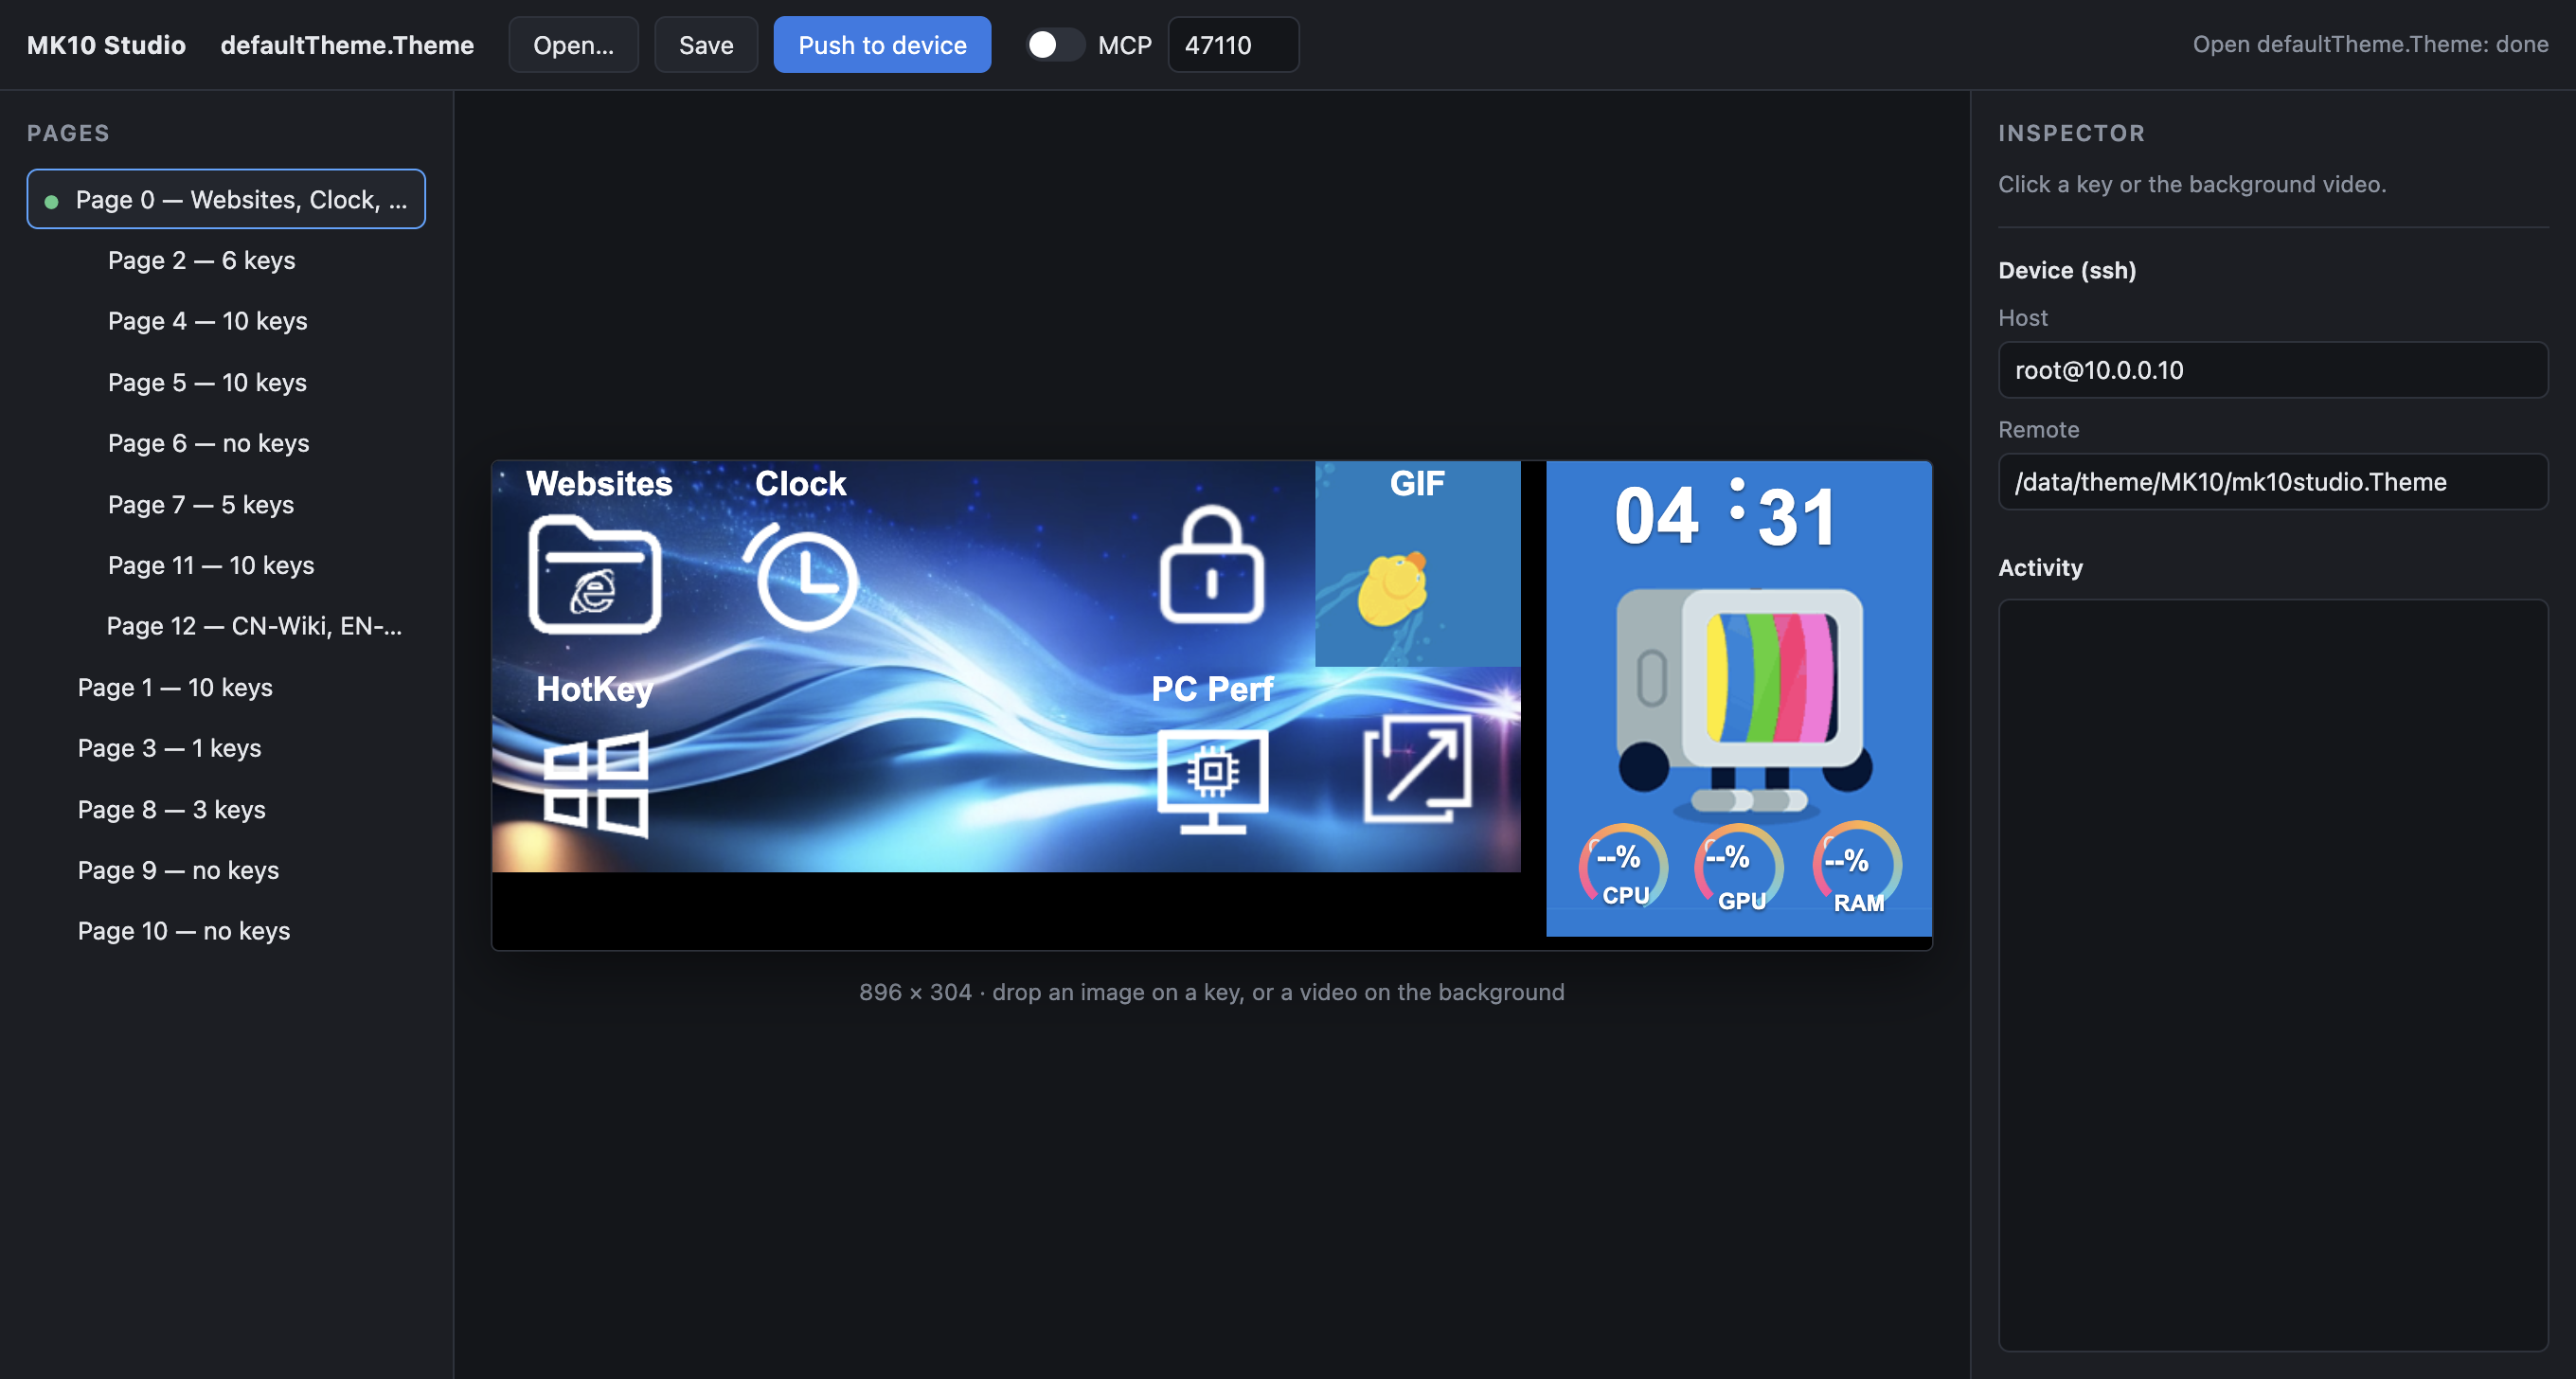 MK10 Studio
defaultTheme.Theme
Open...
Save
Push to device
MCP
47110
Open defaultTheme.Theme: done
PAGES
Page 0 — Websites, Clock, ...
Page 2 — 6 keys
Page 4 — 10 keys
Page 5 — 10 keys
Page 6 — no keys
Page 7 — 5 keys
Page 11 — 10 keys
Page 12 — CN-Wiki, EN-...
Page 1 — 10 keys
Page 3 — 1 keys
Page 8 — 3 keys
Page 9 — no keys
Page 10 — no keys
Websites
Clock
GIF
HotKey
PC Perf
04 :31
--%
CPU
--%
GPU
--%
RAM
896 × 304 · drop an image on a key, or a video on the background
INSPECTOR
Click a key or the background video.
Device (ssh)
Host
root@10.0.0.10
Remote
/data/theme/MK10/mk10studio.Theme
Activity